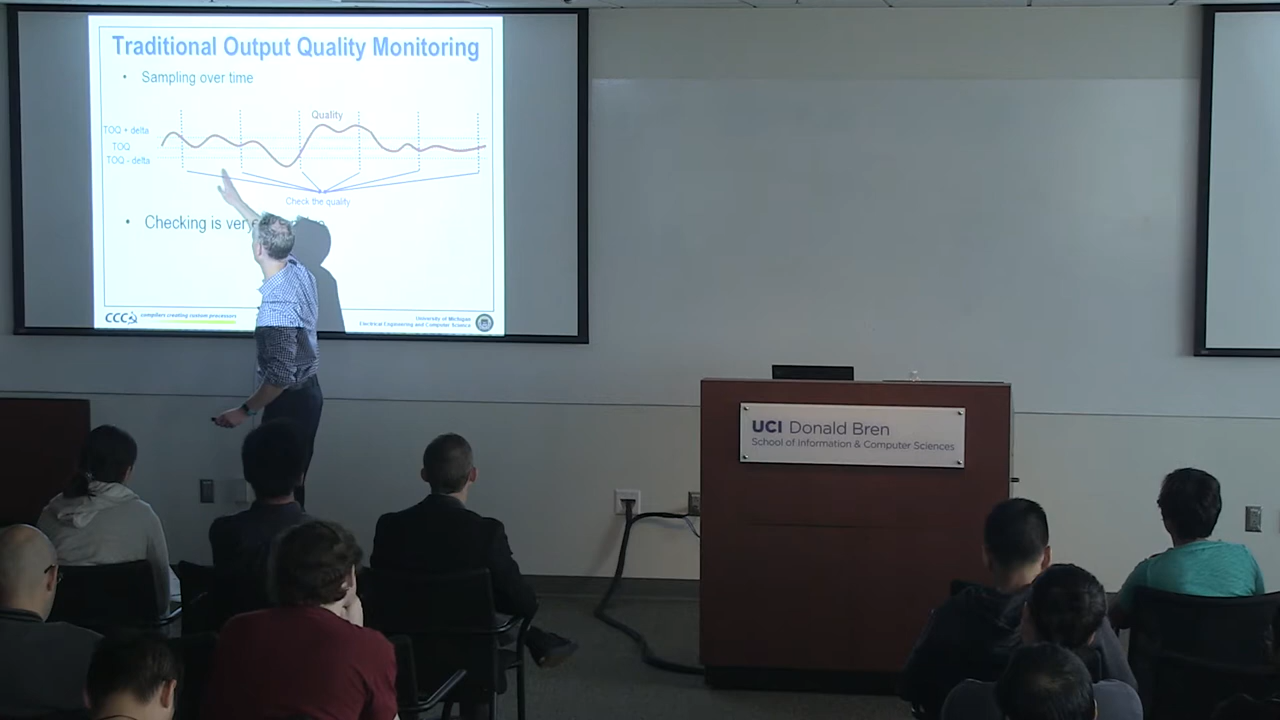 Traditional Output Quality Monitoring
• Sampling over time
Quality
TOQ + delta
TOQ
TOQ - delta
Check the quality
• Checking is very
CCC compilers creating custom processors
University of Michigan
Electrical Engineering and Computer Science
UCI Donald Bren
School of Information & Computer Sciences